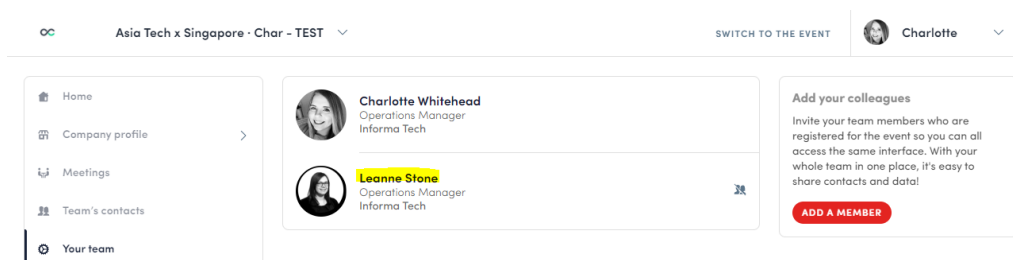 Asia Tech x Singapore · Char - TEST
SWITCH TO THE EVENT
Charlotte
Home
Company profile
Meetings
Team's contacts
Your team
Charlotte Whitehead
Operations Manager
Informa Tech
Leanne Stone
Operations Manager
Informa Tech
Add your colleagues
Invite your team members who are
registered for the event so you can all
access the same interface. With your
whole team in one place, it's easy to
share contacts and data!
ADD A MEMBER